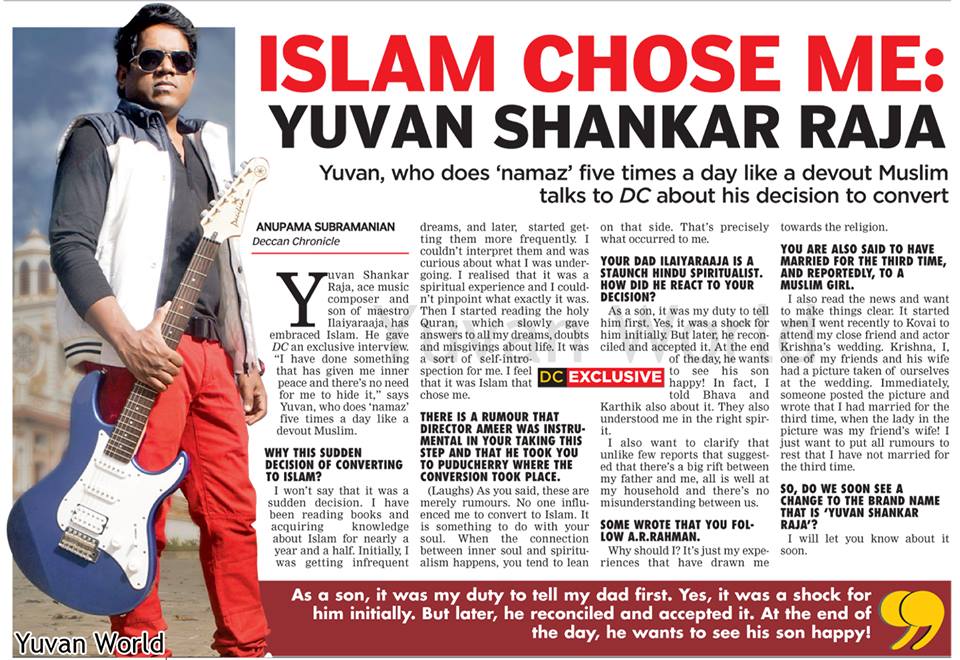 ISLAM CHOSE ME:
YUVAN SHANKAR RAJA
Yuvan, who does ‘namaz’ five times a day like a devout Muslim
talks to DC about his decision to convert
ANUPAMA SUBRAMANIAN
Deccan Chronicle
Yuvan Shankar
Raja, ace music
composer and
son of maestro
Ilaiyaraaja, has
embraced Islam. He gave
DC an exclusive interview.
“I have done something
that has given me inner
peace and there’s no need
for me to hide it,” says
Yuvan, who does ‘namaz’
five times a day like a
devout Muslim.
WHY THIS SUDDEN
DECISION OF CONVERTING
TO ISLAM?
I won’t say that it was a
sudden decision. I have
been reading books and
acquiring knowledge
about Islam for nearly a
year and a half. Initially, I
was getting infrequent
dreams, and later, started get-
ting them more frequently. I
couldn’t interpret them and was
curious about what I was under-
going. I realised that it was a
spiritual experience and I could-
n’t pinpoint what exactly it was.
Then I started reading the holy
Quran, which slowly gave
answers to all my dreams, doubts
and misgivings about life. It was
a sort of self-intro-
spection for me. I feel
that it was Islam that
chose me.
THERE IS A RUMOUR THAT
DIRECTOR AMEER WAS INSTRU-
MENTAL IN YOUR TAKING THIS
STEP AND THAT HE TOOK YOU
TO PUDUCHERRY WHERE THE
CONVERSION TOOK PLACE.
(Laughs) As you said, these are
merely rumours. No one influ-
enced me to convert to Islam. It
is something to do with your
soul. When the connection
between inner soul and spiritu-
alism happens, you tend to lean
on that side. That’s precisely
what occurred to me.
YOUR DAD ILAIYARAAJA IS A
STAUNCH HINDU SPIRITUALIST.
HOW DID HE REACT TO YOUR
DECISION?
As a son, it was my duty to tell
him first. Yes, it was a shock for
him initially. But later, he recon-
ciled and accepted it. At the end
of the day, he wants
to see his son
happy! In fact, I
told Bhava and
Karthik also about it. They also
understood me in the right spir-
it.
I also want to clarify that
unlike few reports that suggest-
ed that there’s a big rift between
my father and me, all is well at
my household and there’s no
misunderstanding between us.
SOME WROTE THAT YOU FOL-
LOW A.R.RAHMAN.
Why should I? It’s just my expe-
riences that have drawn me
towards the religion.
YOU ARE ALSO SAID TO HAVE
MARRIED FOR THE THIRD TIME,
AND REPORTEDLY, TO A
MUSLIM GIRL.
I also read the news and want
to make things clear. It started
when I went recently to Kovai to
attend my close friend and actor
Krishna’s wedding. Krishna, I,
one of my friends and his wife
had a picture taken of ourselves
at the wedding. Immediately,
someone posted the picture and
wrote that I had married for the
third time, when the lady in the
picture was my friend’s wife! I
just want to put all rumours to
rest that I have not married for
the third time.
SO, DO WE SOON SEE A
CHANGE TO THE BRAND NAME
THAT IS ‘YUVAN SHANKAR
RAJA’?
I will let you know about it
soon.
DC EXCLUSIVE
As a son, it was my duty to tell my dad first. Yes, it was a shock for
him initially. But later, he reconciled and accepted it. At the end of
the day, he wants to see his son happy!
Yuvan World
Yuvan World
Pacifica